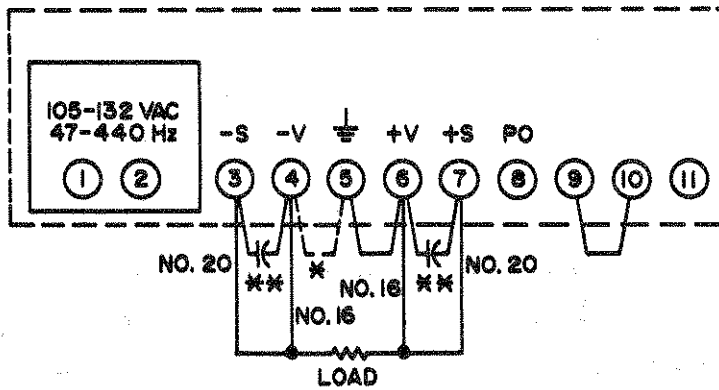 105-132 VAC
47-440 Hz
-S -V +V +S PO
1 2 3 4 5 6 7 8 9 10 11
NO. 20 ** * NO. 16 ** NO. 20
NO. 16
LOAD